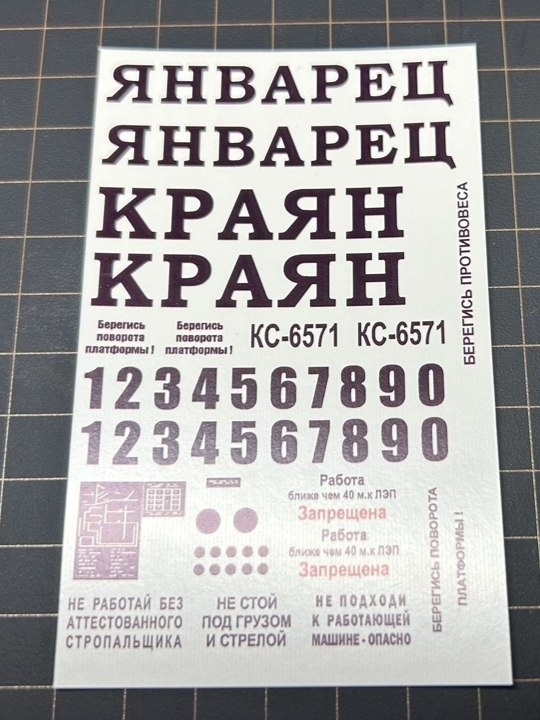 ЯНВАРЕЦ
ЯНВАРЕЦ
КРАЯН
КРАЯН
БЕРЕГИСЬ ПРОТИВОВЕСА
Берегись
поворота
платформы !
Берегись
поворота
платформы !
КС-6571 КС-6571
1234567890
1234567890
Работа
ближе чем 40 м.к ЛЭП
Запрещена
Работа
ближе чем 40 м.к ЛЭП
Запрещена
БЕРЕГИСЬ ПОВОРОТА
ПЛАТФОРМЫ !
НЕ РАБОТАЙ БЕЗ
АТТЕСТОВАННОГО
СТРОПАЛЬЩИКА
НЕ СТОЙ
ПОД ГРУЗОМ
И СТРЕЛОЙ
НЕ ПОДХОДИ
К РАБОТАЮЩЕЙ
МАШИНЕ - ОПАСНО